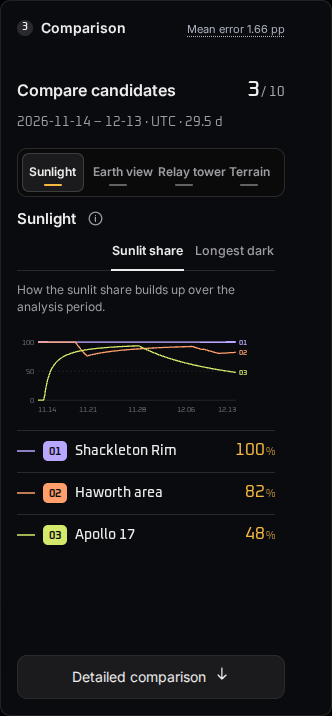 3 Comparison Mean error 1.66 pp
Compare candidates 3 / 10
2026-11-14 – 12-13 · UTC · 29.5 d
Sunlight Earth view Relay tower Terrain
Sunlight
Sunlit share Longest dark
How the sunlit share builds up over the
analysis period.
100
50
0
01
02
03
11.14 11.21 11.28 12.06 12.13
01 Shackleton Rim 100%
02 Haworth area 82%
03 Apollo 17 48%
Detailed comparison ↓